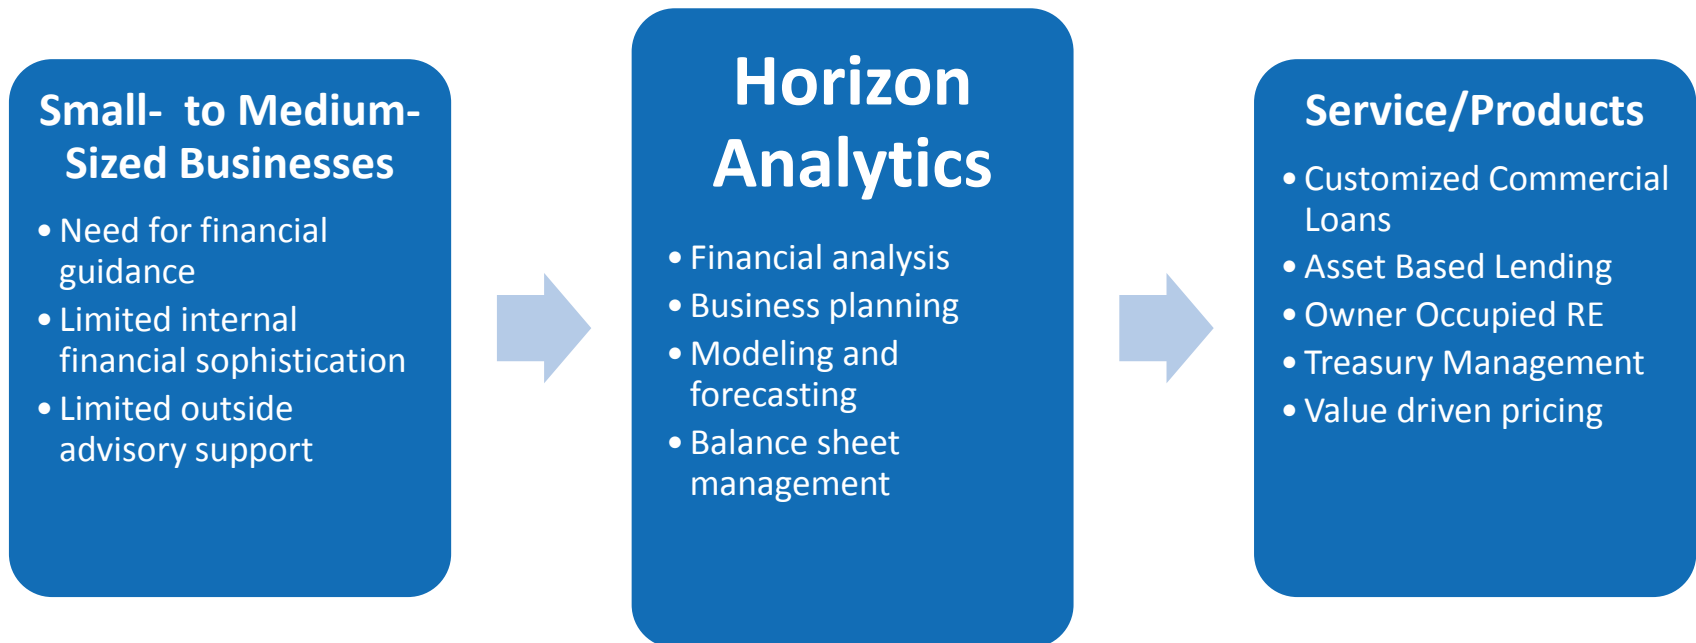 Small-  to Medium-
Sized Businesses
• Need for financial
guidance
• Limited internal
financial sophistication
• Limited outside
advisory support
Horizon
Analytics
• Financial analysis
• Business planning
• Modeling and
forecasting
• Balance sheet
management
Service/Products
• Customized Commercial
Loans
• Asset Based Lending
• Owner Occupied RE
• Treasury Management
• Value driven pricing